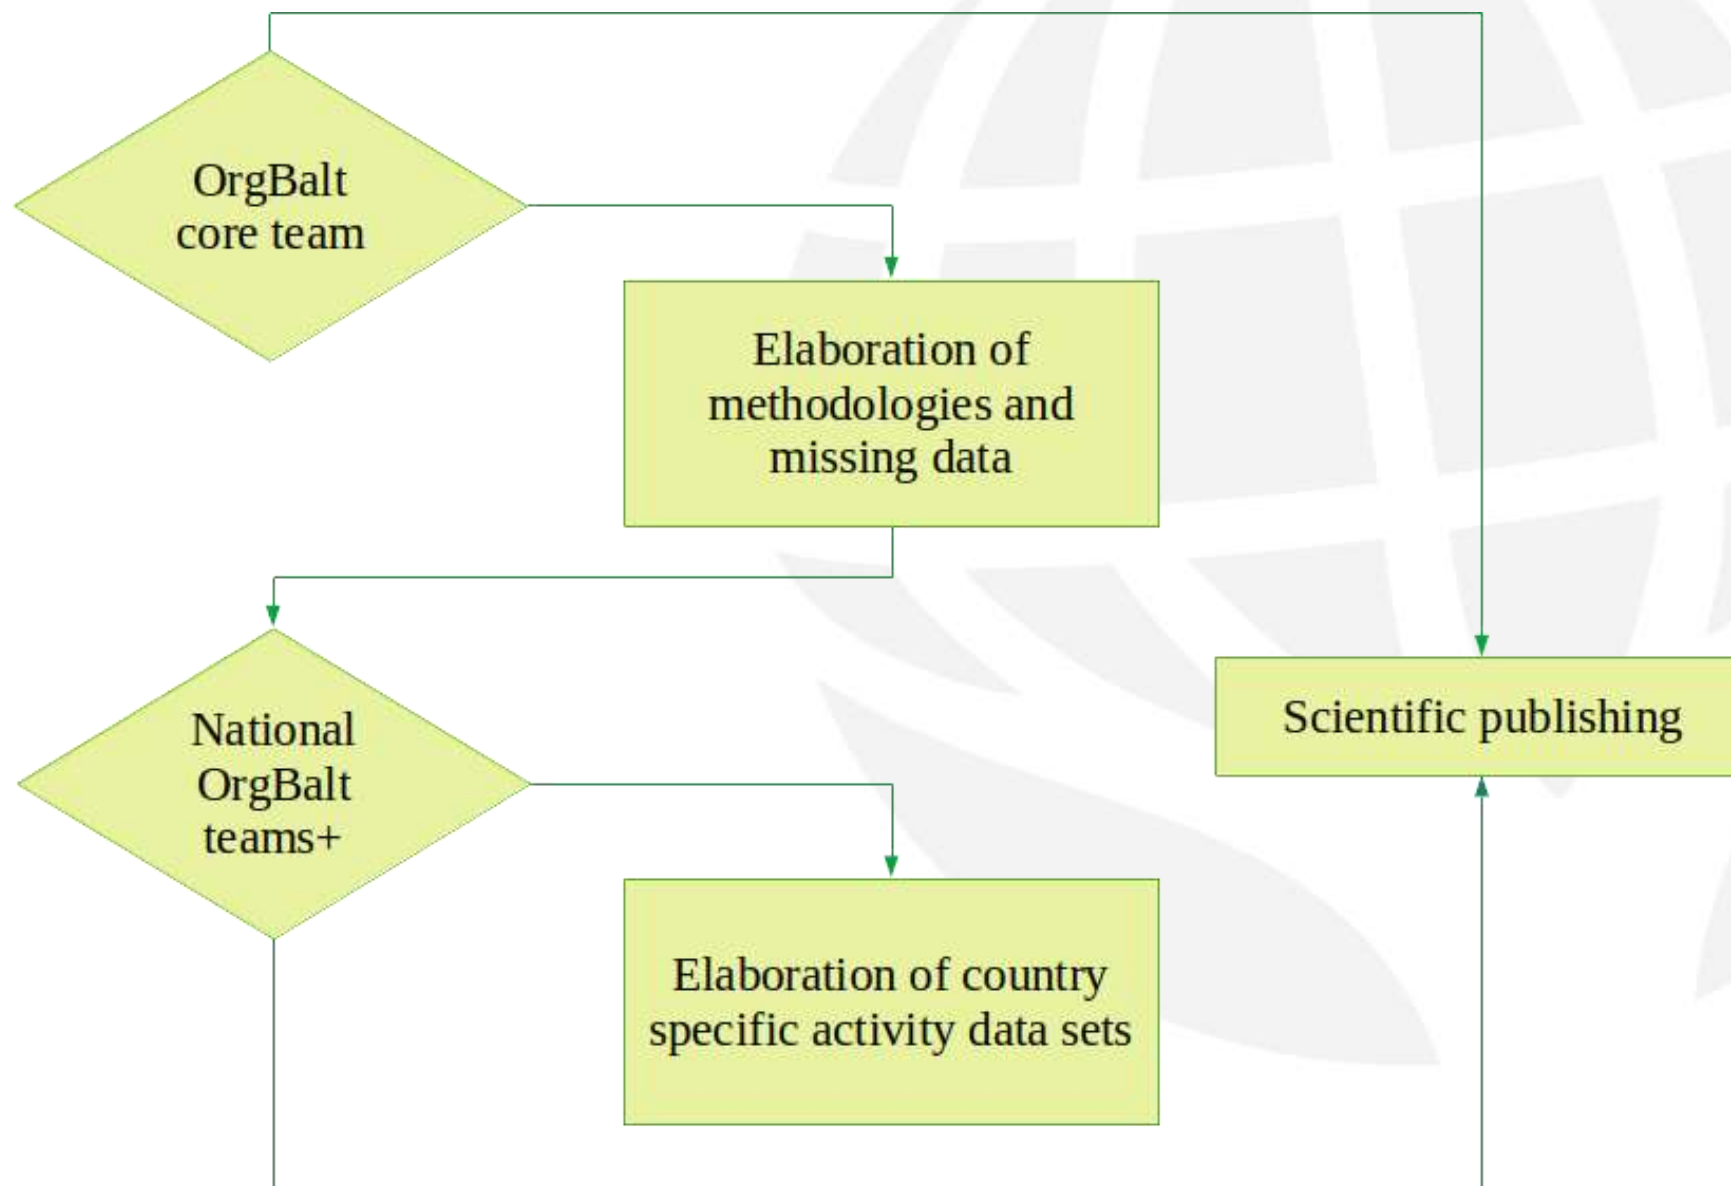 OrgBalt
core team
Elaboration of
methodologies and
missing data
National
OrgBalt
teams+
Scientific publishing
Elaboration of country
specific activity data sets